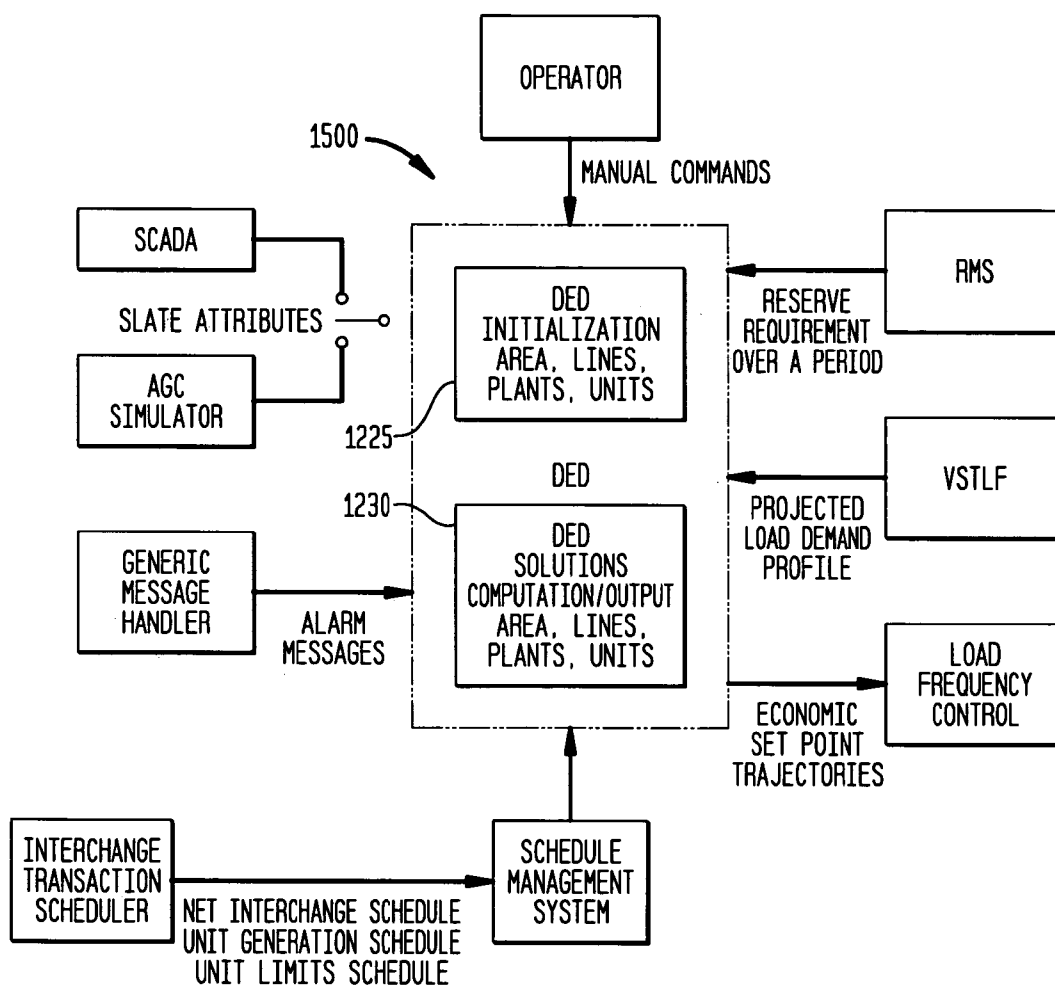 OPERATOR
1500
MANUAL COMMANDS
SCADA
SLATE ATTRIBUTES
AGC
SIMULATOR
DED
INITIALIZATION
AREA, LINES,
PLANTS, UNITS
1225
RMS
RESERVE
REQUIREMENT
OVER A PERIOD
DED
1230
DED
SOLUTIONS
COMPUTATION/OUTPUT
AREA, LINES,
PLANTS, UNITS
VSTLF
PROJECTED
LOAD DEMAND
PROFILE
GENERIC
MESSAGE
HANDLER
ALARM
MESSAGES
LOAD
FREQUENCY
CONTROL
ECONOMIC
SET POINT
TRAJECTORIES
INTERCHANGE
TRANSACTION
SCHEDULER
NET INTERCHANGE SCHEDULE
UNIT GENERATION SCHEDULE
UNIT LIMITS SCHEDULE
SCHEDULE
MANAGEMENT
SYSTEM